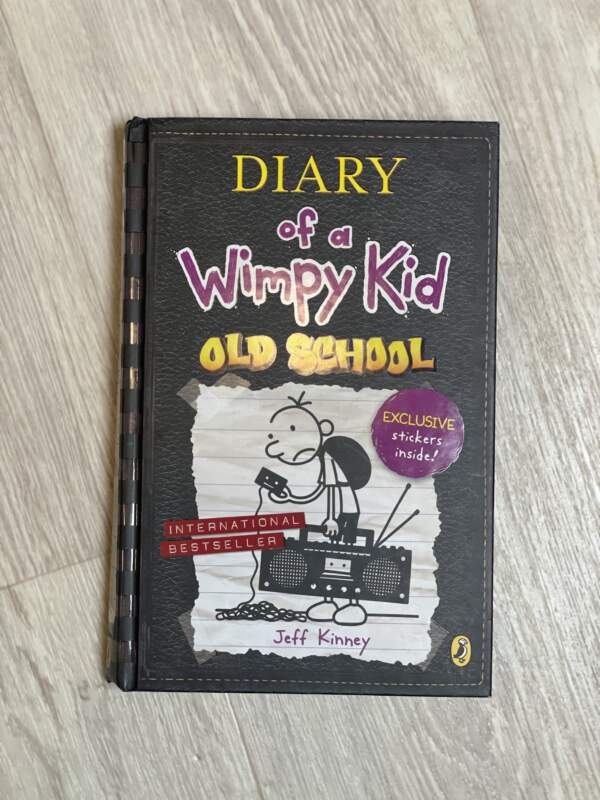 DIARY
of a
Wimpy Kid
OLD SCHOOL
EXCLUSIVE
stickers
inside!
INTERNATIONAL
BESTSELLER
Jeff Kinney